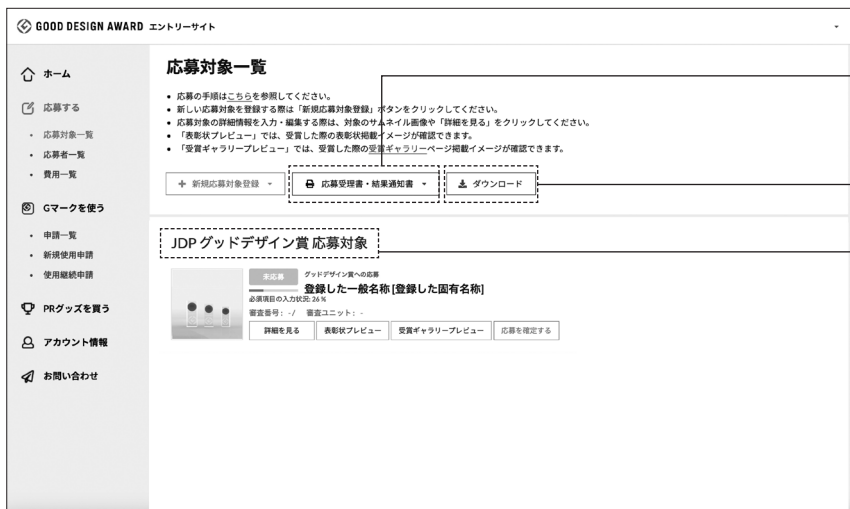 GOOD DESIGN AWARD エントリーサイト
ホーム
応募する
• 応募対象一覧
• 応募者一覧
• 費用一覧
Gマークを使う
• 申請一覧
• 新規使用申請
• 使用継続申請
PRグッズを買う
アカウント情報
お問い合わせ
応募対象一覧
• 応募の手順はこちらを参照してください。
• 新しい応募対象を登録する際は「新規応募対象登録」ボタンをクリックしてください。
• 応募対象の詳細情報を入力・編集する際は、対象のサムネイル画像や「詳細を見る」をクリックしてください。
• 「表彰状プレビュー」では、受賞した際の表彰状掲載イメージが確認できます。
• 「受賞ギャラリープレビュー」では、受賞した際の受賞ギャラリーページ掲載イメージが確認できます。
+ 新規応募対象登録
応募受理書・結果通知書
ダウンロード
JDP グッドデザイン賞 応募対象
未応募 グッドデザイン賞への応募
登録した一般名称 [登録した固有名称]
必須項目の入力状況: 26 %
審査番号: -/ 審査ユニット: -
詳細を見る 表彰状プレビュー 受賞ギャラリープレビュー 応募を確定する